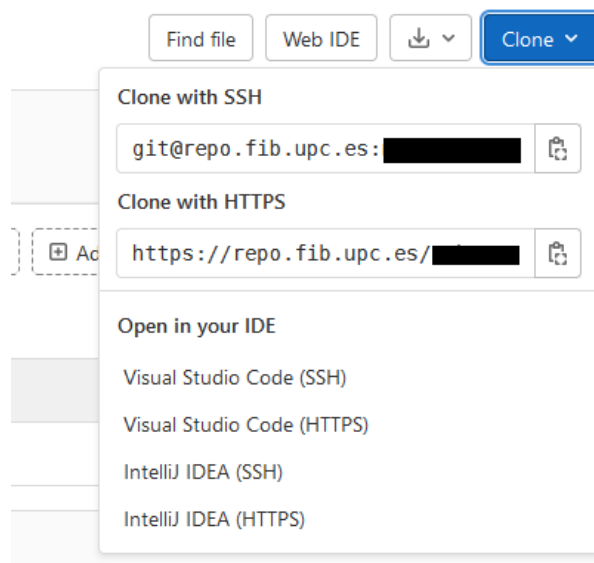 Find file
Web IDE
Clone
Clone with SSH
git@repo.fib.upc.es:
Clone with HTTPS
https://repo.fib.upc.es/
Ad
Open in your IDE
Visual Studio Code (SSH)
Visual Studio Code (HTTPS)
IntelliJ IDEA (SSH)
IntelliJ IDEA (HTTPS)